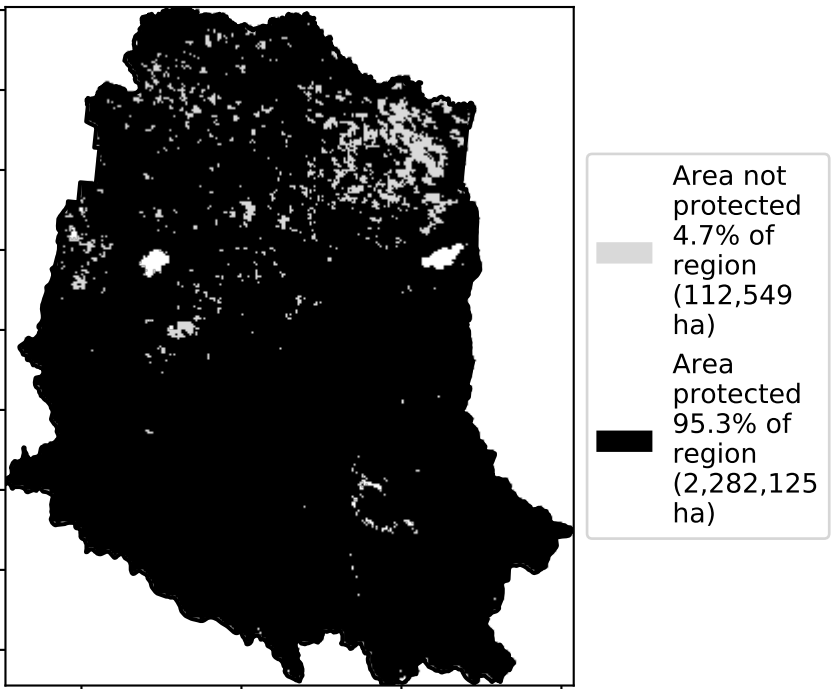 Area not
protected
4.7% of
region
(112,549
ha)
Area
protected
95.3% of
region
(2,282,125
ha)